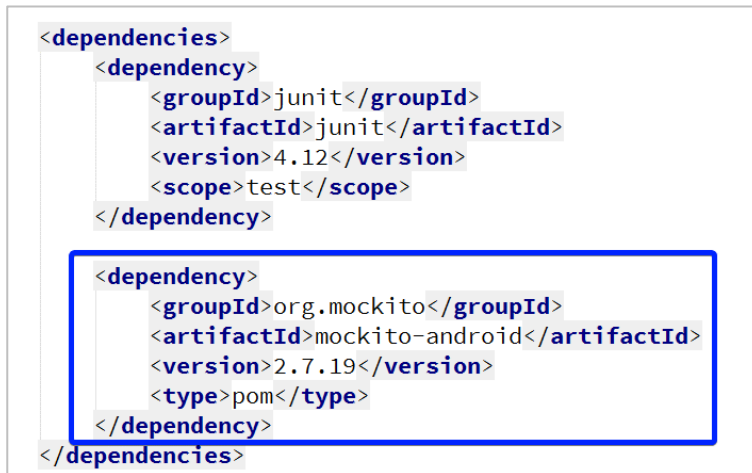 <dependencies>
    <dependency>
        <groupId>junit</groupId>
        <artifactId>junit</artifactId>
        <version>4.12</version>
        <scope>test</scope>
    </dependency>

    <dependency>
        <groupId>org.mockito</groupId>
        <artifactId>mockito-android</artifactId>
        <version>2.7.19</version>
        <type>pom</type>
    </dependency>
</dependencies>